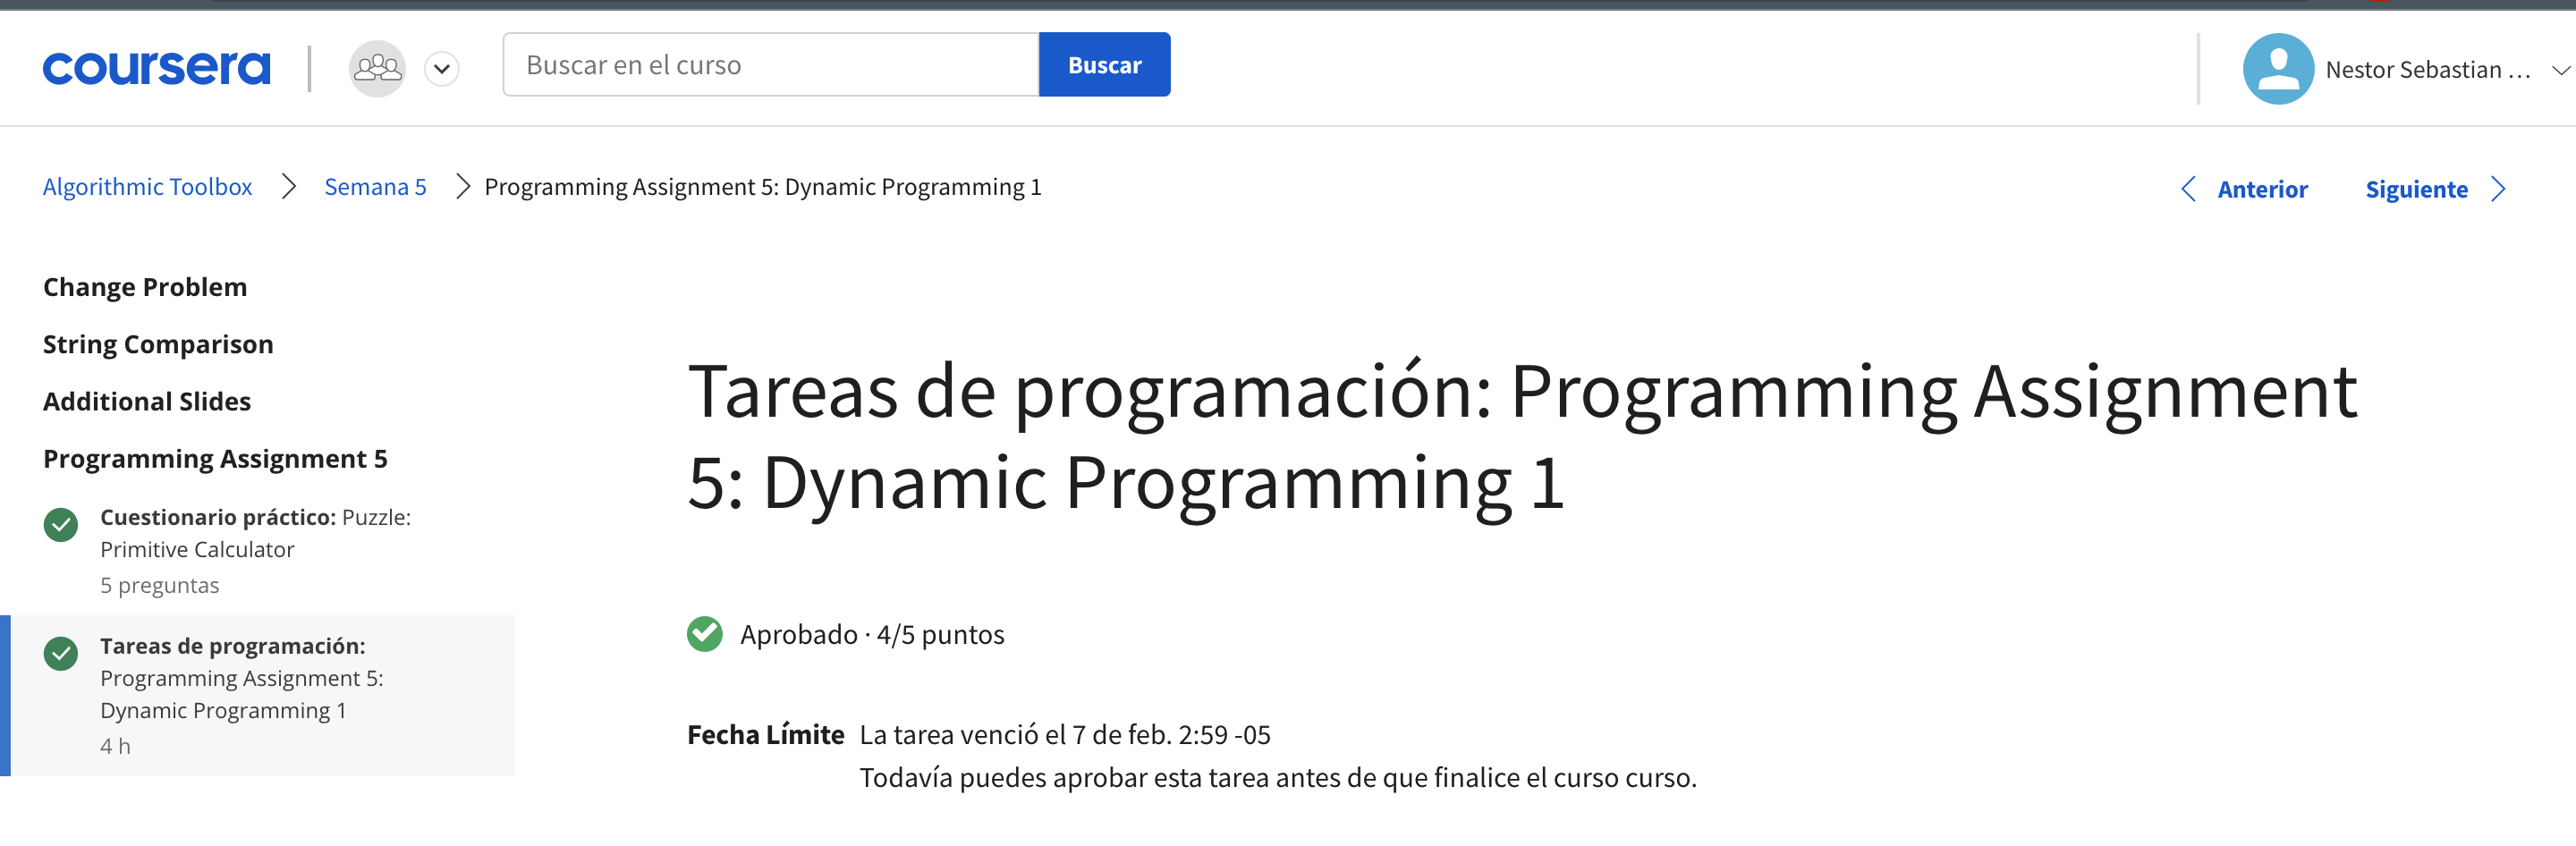 coursera
Buscar en el curso
Buscar
Nestor Sebastian ...
Algorithmic Toolbox > Semana 5 > Programming Assignment 5: Dynamic Programming 1
Anterior
Siguiente
Change Problem
String Comparison
Additional Slides
Programming Assignment 5
Cuestionario práctico: Puzzle:
Primitive Calculator
5 preguntas
Tareas de programación:
Programming Assignment 5:
Dynamic Programming 1
4 h
Tareas de programación: Programming Assignment
5: Dynamic Programming 1
Aprobado · 4/5 puntos
Fecha Límite La tarea venció el 7 de feb. 2:59 -05
Todavía puedes aprobar esta tarea antes de que finalice el curso curso.